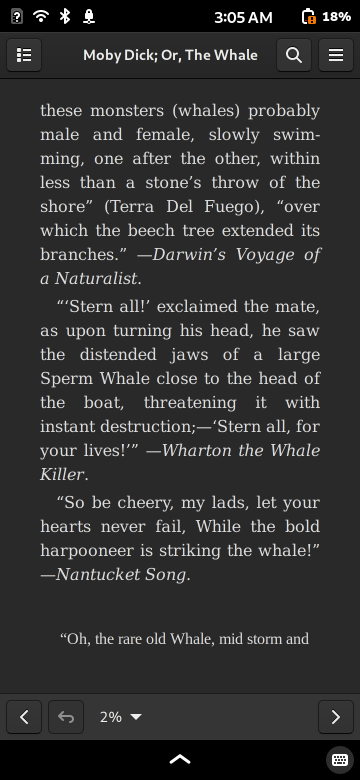 3:05 AM
18%
Moby Dick; Or, The Whale
these monsters (whales) probably
male and female, slowly swim-
ming, one after the other, within
less than a stone’s throw of the
shore” (Terra Del Fuego), “over
which the beech tree extended its
branches.” —Darwin’s Voyage of
a Naturalist.
“‘Stern all!’ exclaimed the mate,
as upon turning his head, he saw
the distended jaws of a large
Sperm Whale close to the head of
the boat, threatening it with
instant destruction;—‘Stern all, for
your lives!’” —Wharton the Whale
Killer.
“So be cheery, my lads, let your
hearts never fail, While the bold
harpooneer is striking the whale!”
—Nantucket Song.
“Oh, the rare old Whale, mid storm and
2%